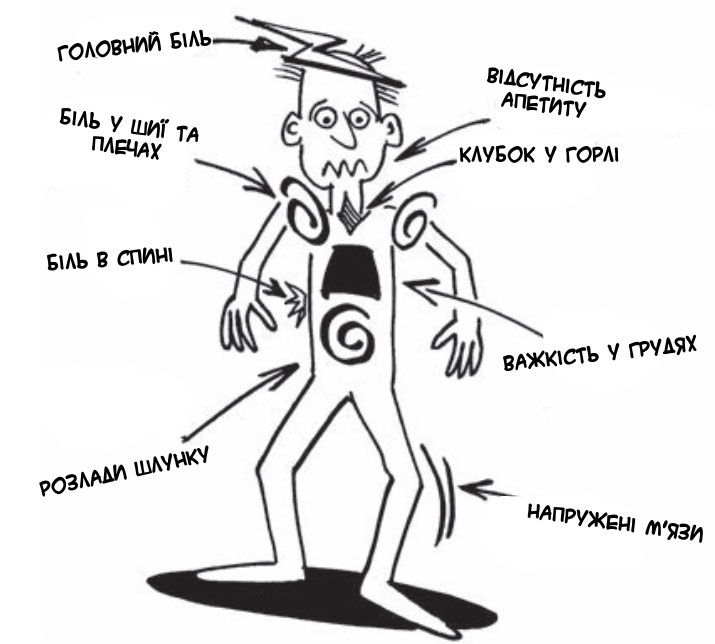 ГОЛОВНИЙ БІЛЬ
ВІДСУТНІСТЬ
АПЕТИТУ
БІЛЬ У ШИЇ ТА
ПЛЕЧАХ
КЛУБОК У ГОРЛІ
БІЛЬ В СПИНІ
ВАЖКІСТЬ У ГРУДЯХ
РОЗЛАДИ ШЛУНКУ
НАПРУЖЕНІ М'ЯЗИ